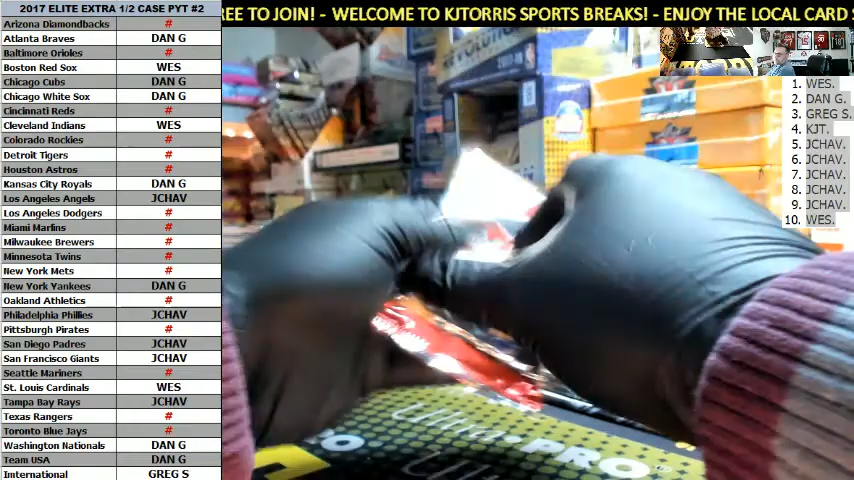 2017 ELITE EXTRA 1/2 CASE PYT #2
Arizona Diamondbacks #
Atlanta Braves DAN G
Baltimore Orioles #
Boston Red Sox WES
Chicago Cubs DAN G
Chicago White Sox DAN G
Cincinnati Reds #
Cleveland Indians WES
Colorado Rockies #
Detroit Tigers #
Houston Astros #
Kansas City Royals DAN G
Los Angeles Angels JCHAV
Los Angeles Dodgers #
Miami Marlins #
Milwaukee Brewers #
Minnesota Twins #
New York Mets #
New York Yankees DAN G
Oakland Athletics #
Philadelphia Phillies JCHAV
Pittsburgh Pirates #
San Diego Padres JCHAV
San Francisco Giants JCHAV
Seattle Mariners #
St. Louis Cardinals WES
Tampa Bay Rays JCHAV
Texas Rangers #
Toronto Blue Jays #
Washington Nationals DAN G
Team USA DAN G
International GREG S
REE TO JOIN! - WELCOME TO KJTORRIS SPORTS BREAKS! - ENJOY THE LOCAL CARD S
1. WES.
2. DAN G.
3. GREG S.
4. KJT.
5. JCHAV.
6. JCHAV.
7. JCHAV.
8. JCHAV.
9. JCHAV.
10. WES.
REVOLUTION
2017-18
Ultra·PRO